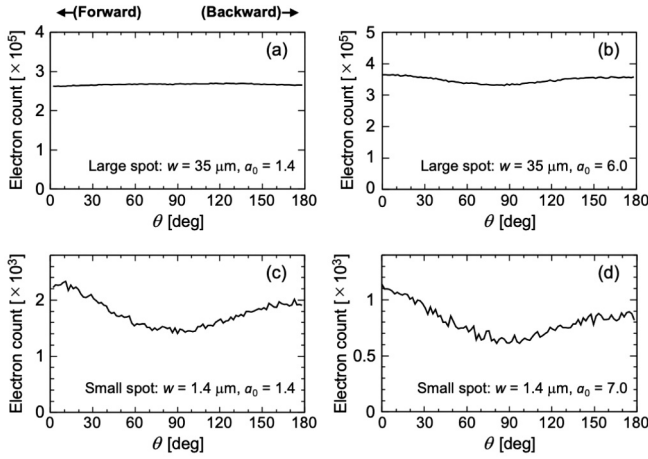 (Forward) (Backward)
(a)
Electron count [ × 10⁵]
4
3
2
1
0
Large spot: w = 35 μm, a₀ = 1.4
0 30 60 90 120 150 180
θ [deg]
(b)
Electron count [ × 10⁵]
5
4
3
2
1
0
Large spot: w = 35 μm, a₀ = 6.0
0 30 60 90 120 150 180
θ [deg]
(c)
Electron count [ × 10³]
2
1
0
Small spot: w = 1.4 μm, a₀ = 1.4
0 30 60 90 120 150 180
θ [deg]
(d)
Electron count [ × 10³]
1
0.5
0
Small spot: w = 1.4 μm, a₀ = 7.0
0 30 60 90 120 150 180
θ [deg]